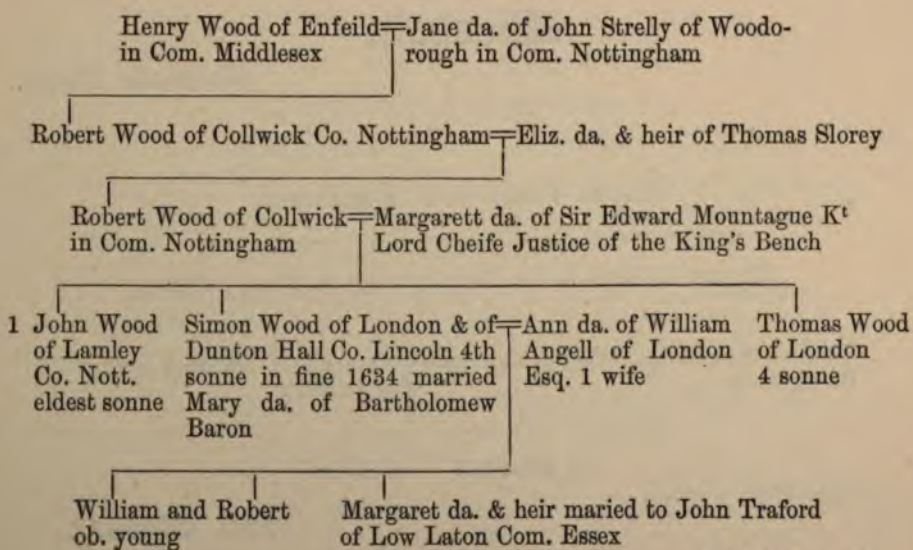 Henry Wood of Enfeild=Jane da. of John Strelly of Woodo-
in Com. Middlesex rough in Com. Nottingham
Robert Wood of Collwick Co. Nottingham=Eliz. da. & heir of Thomas Slorey
Robert Wood of Collwick=Margarett da. of Sir Edward Mountague Kt
in Com. Nottingham Lord Cheife Justice of the King's Bench
1 John Wood
of Lamley
Co. Nott.
eldest sonne
Simon Wood of London & of=
Dunton Hall Co. Lincoln 4th
sonne in fine 1634 married
Mary da. of Bartholomew
Baron
Ann da. of William
Angell of London
Esq. 1 wife
Thomas Wood
of London
4 sonne
William and Robert
ob. young
Margaret da. & heir maried to John Traford
of Low Laton Com. Essex